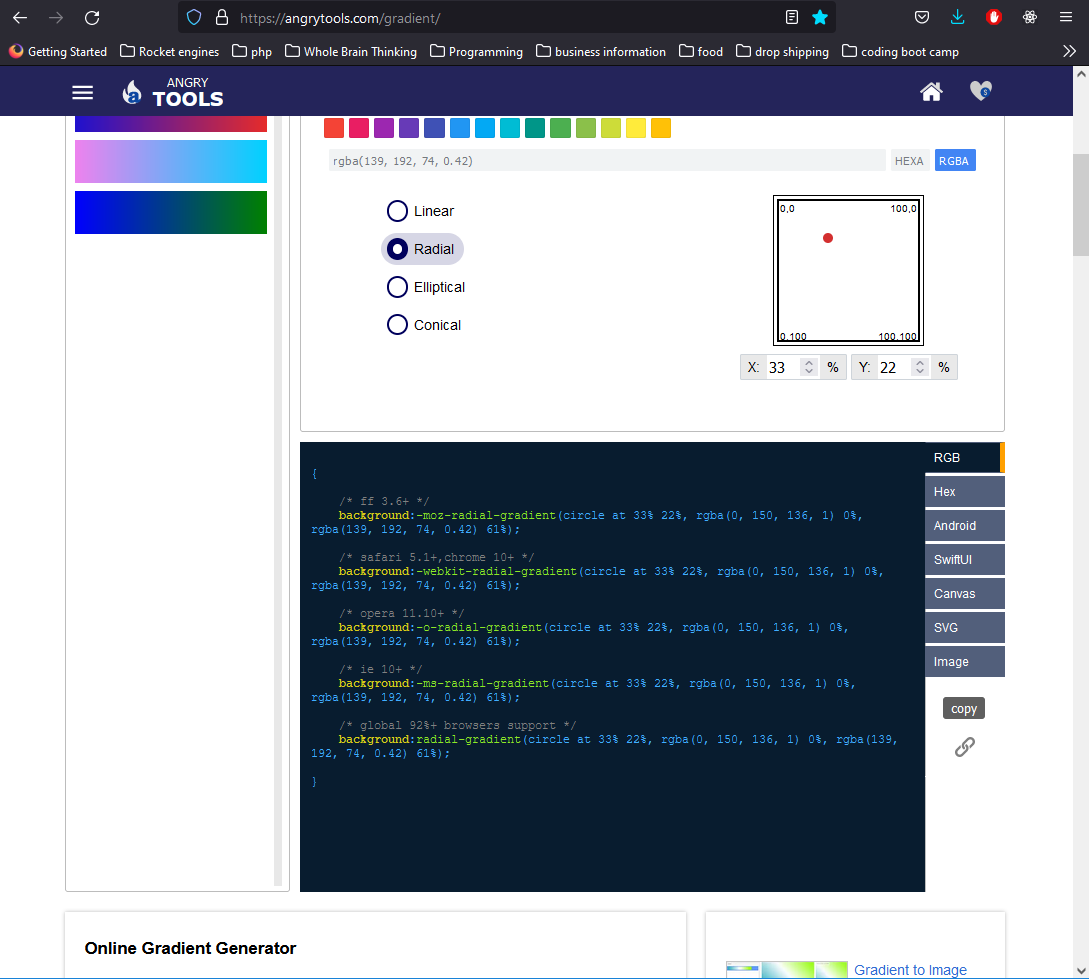 https://angrytools.com/gradient/
Getting Started Rocket engines php Whole Brain Thinking Programming business information food drop shipping coding boot camp
ANGRY
TOOLS
rgba(139, 192, 74, 0.42) HEXA RGBA
Linear
Radial
Elliptical
Conical
0,0 100,0
0,100 100,100
X: 33 % Y: 22 %
{
/* ff 3.6+ */
background:-moz-radial-gradient(circle at 33% 22%, rgba(0, 150, 136, 1) 0%,
rgba(139, 192, 74, 0.42) 61%);
/* safari 5.1+,chrome 10+ */
background:-webkit-radial-gradient(circle at 33% 22%, rgba(0, 150, 136, 1) 0%,
rgba(139, 192, 74, 0.42) 61%);
/* opera 11.10+ */
background:-o-radial-gradient(circle at 33% 22%, rgba(0, 150, 136, 1) 0%,
rgba(139, 192, 74, 0.42) 61%);
/* ie 10+ */
background:-ms-radial-gradient(circle at 33% 22%, rgba(0, 150, 136, 1) 0%,
rgba(139, 192, 74, 0.42) 61%);
/* global 92%+ browsers support */
background:radial-gradient(circle at 33% 22%, rgba(0, 150, 136, 1) 0%, rgba(139,
192, 74, 0.42) 61%);
}
RGB
Hex
Android
SwiftUI
Canvas
SVG
Image
copy
Online Gradient Generator
Gradient to Image